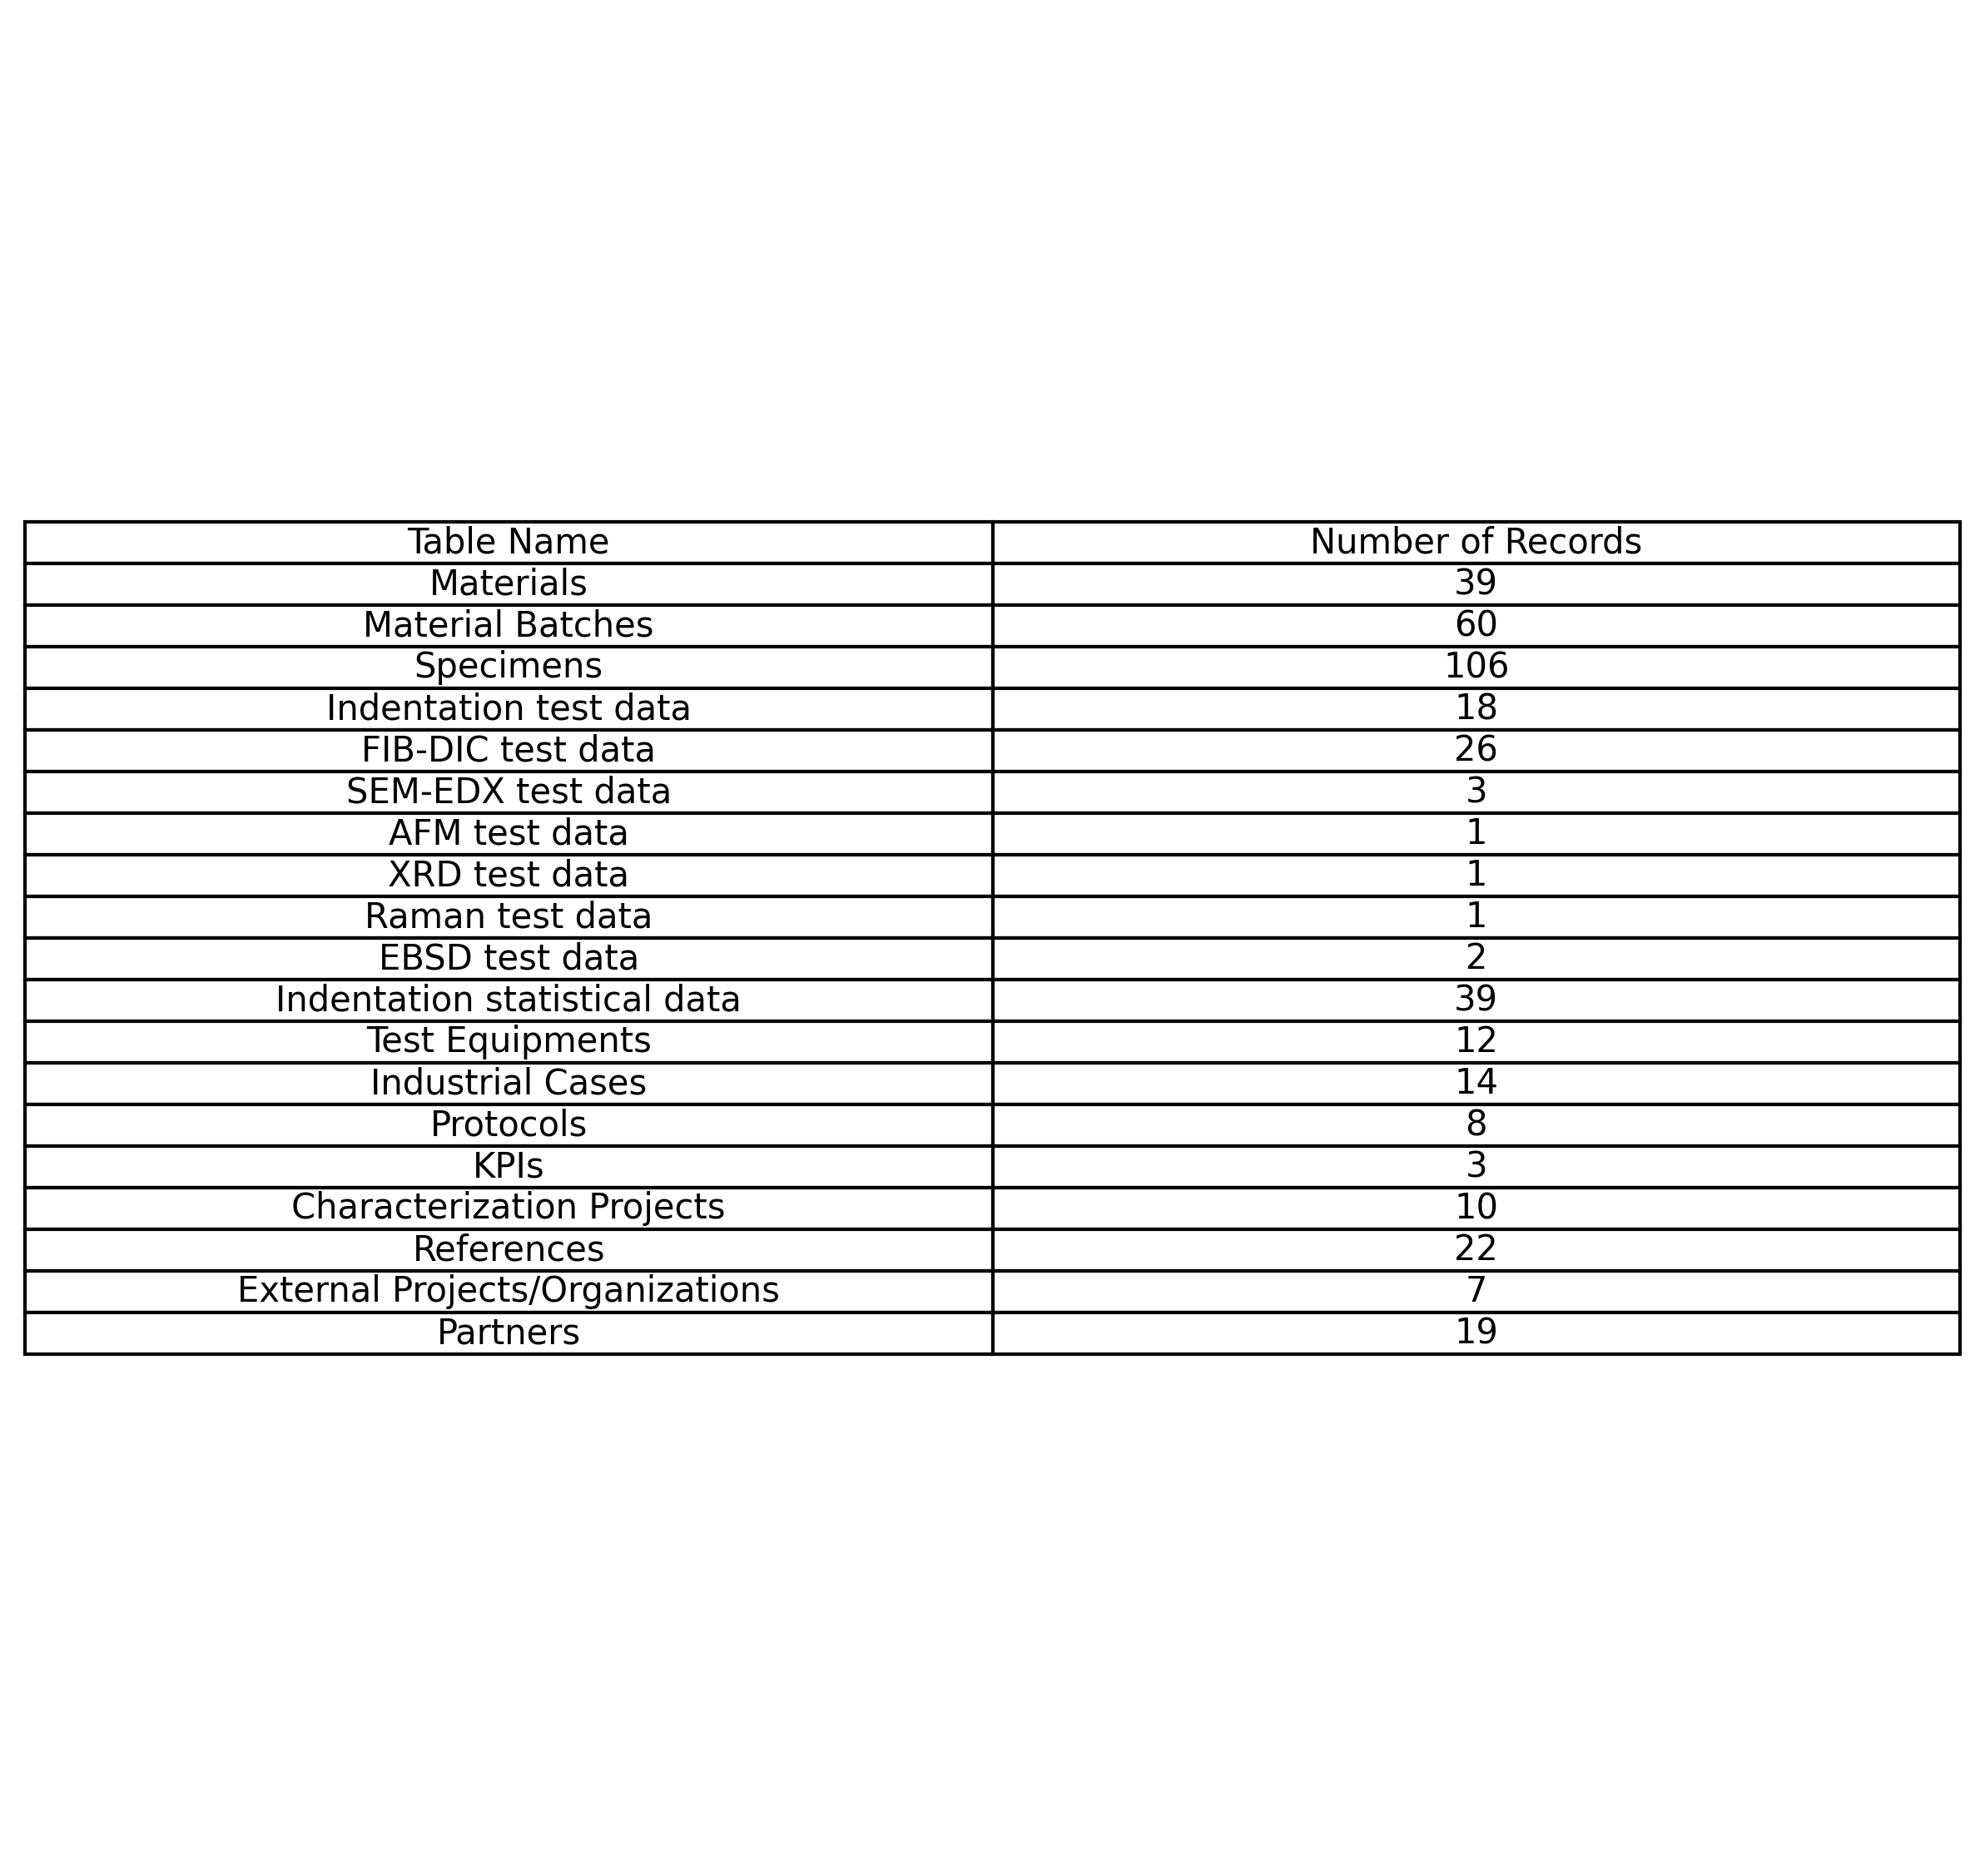 Table Name Number of Records
Materials 39
Material Batches 60
Specimens 106
Indentation test data 18
FIB-DIC test data 26
SEM-EDX test data 3
AFM test data 1
XRD test data 1
Raman test data 1
EBSD test data 2
Indentation statistical data 39
Test Equipments 12
Industrial Cases 14
Protocols 8
KPIs 3
Characterization Projects 10
References 22
External Projects/Organizations 7
Partners 19